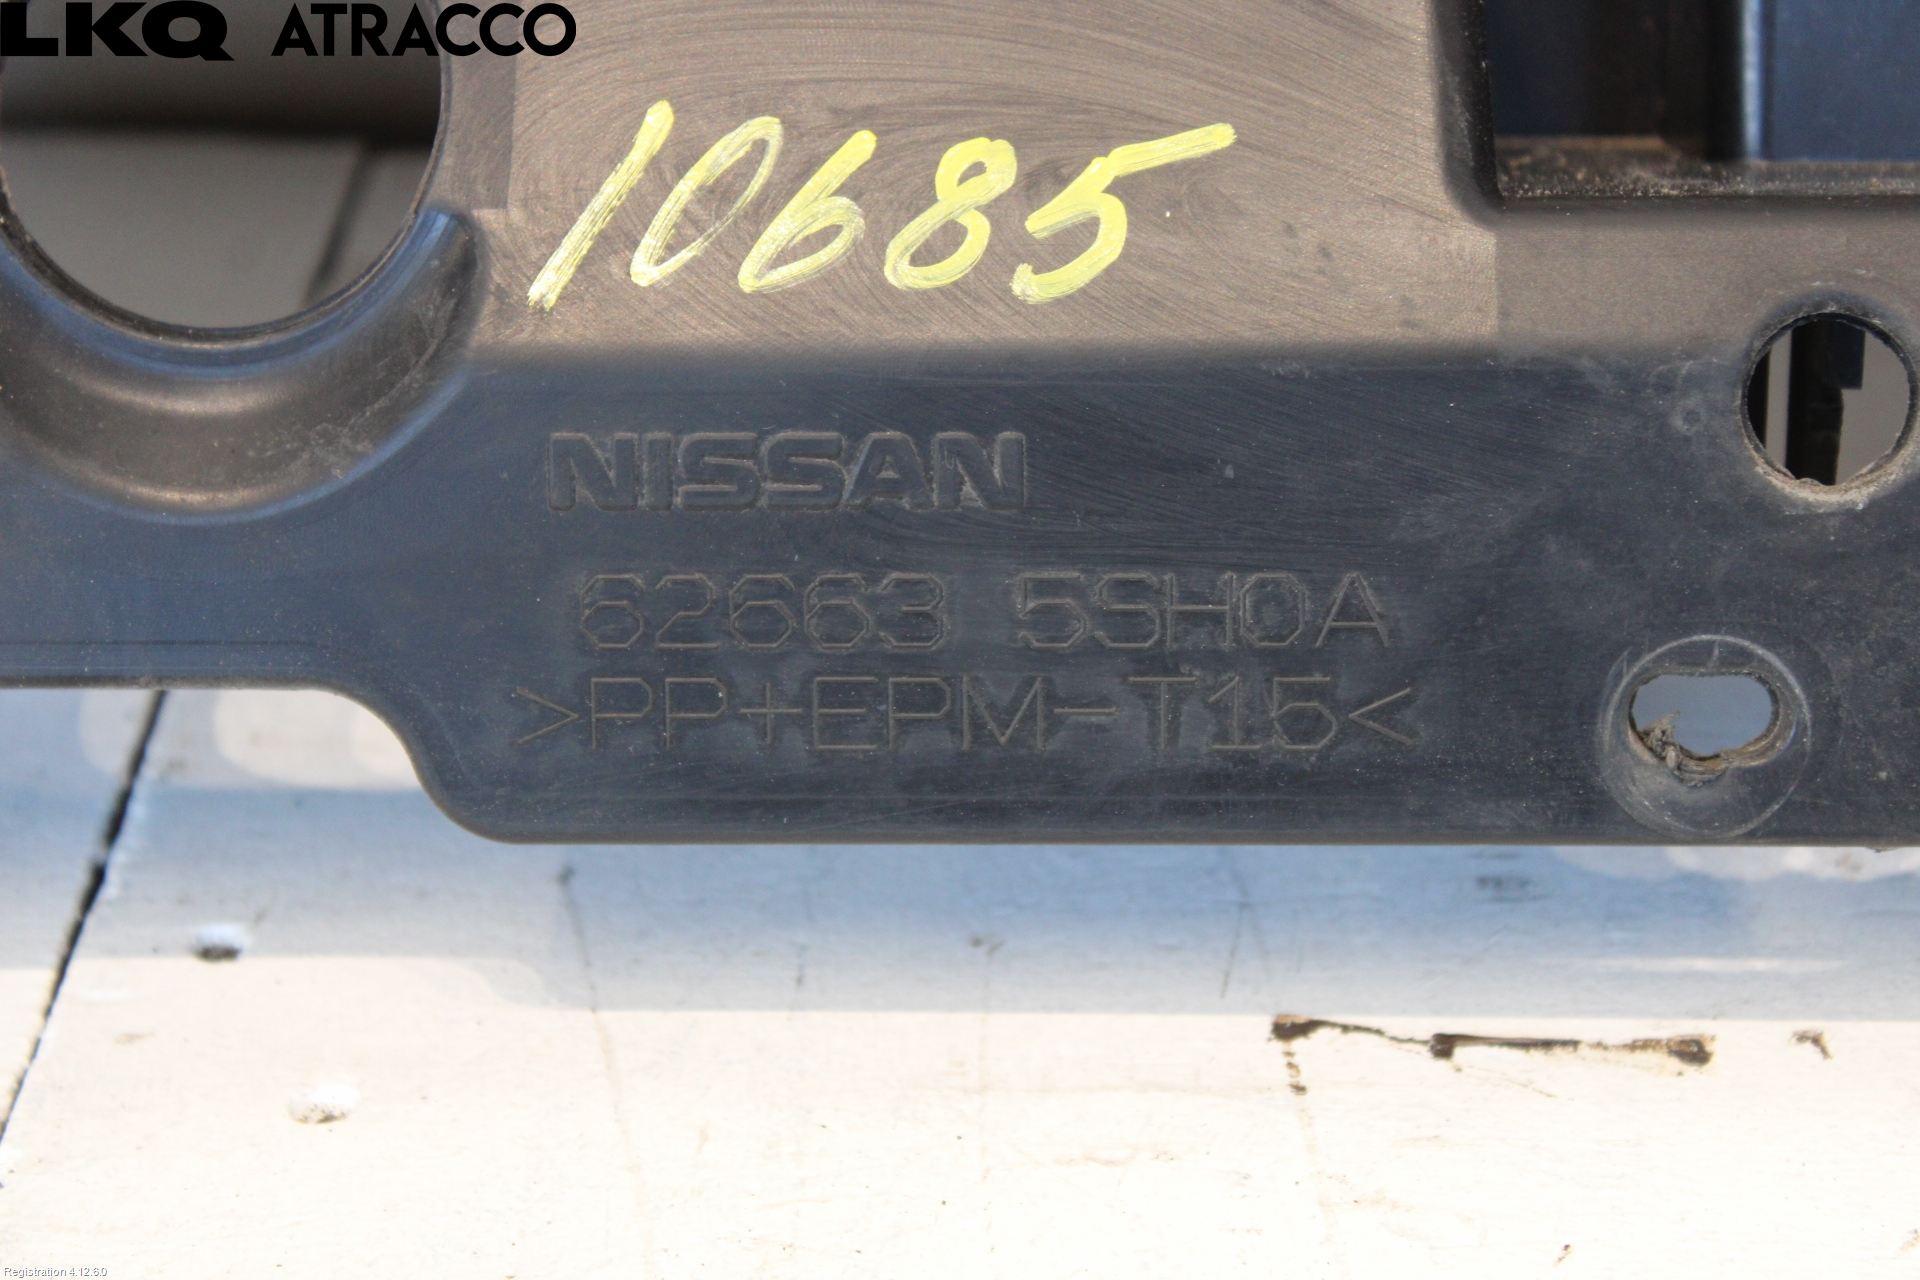 LKQ ATRACCO
10685
NISSAN
62663 5SH0A
>PP+EPM-T15<
Registration 4.12.6.0